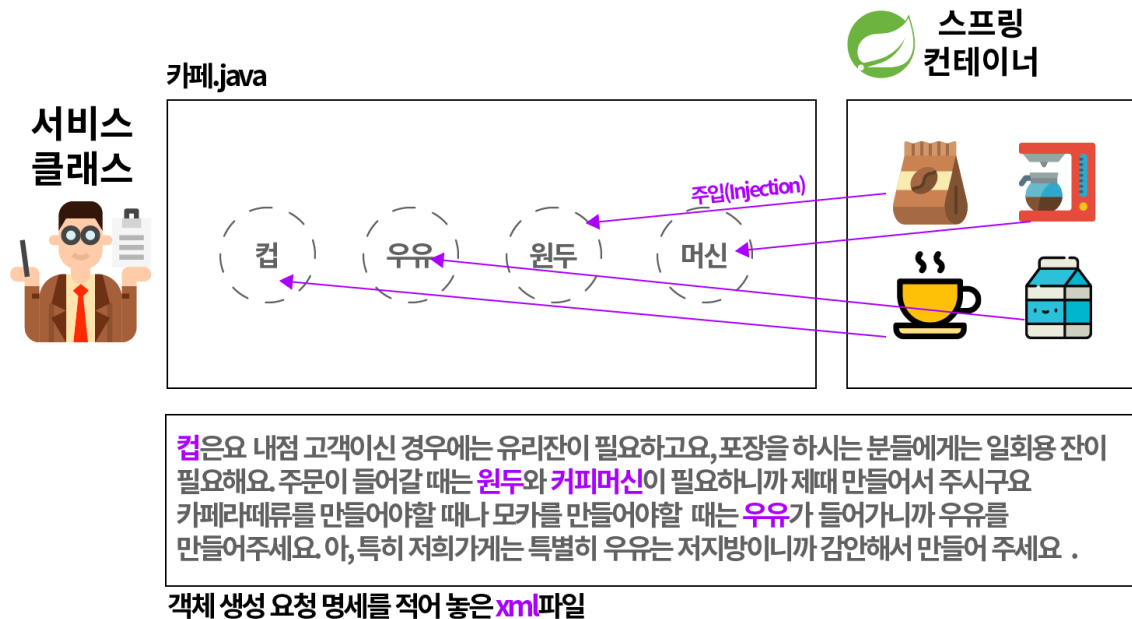 스프링
컨테이너
카페.java
서비스
클래스
주입(Injection)
컵
우유
원두
머신
컵은요 내점 고객이신 경우에는 유리잔이 필요하고요, 포장을 하시는 분들에게는 일회용 잔이
필요해요. 주문이 들어갈 때는 원두와 커피머신이 필요하니까 제때 만들어서 주시구요
카페라떼류를 만들어야할 때나 모카를 만들어야할 때는 우유가 들어가니까 우유를
만들어주세요. 아, 특히 저희가게는 특별히 우유는 저지방이니까 감안해서 만들어 주세요 .
객체 생성 요청 명세를 적어 놓은 xml파일